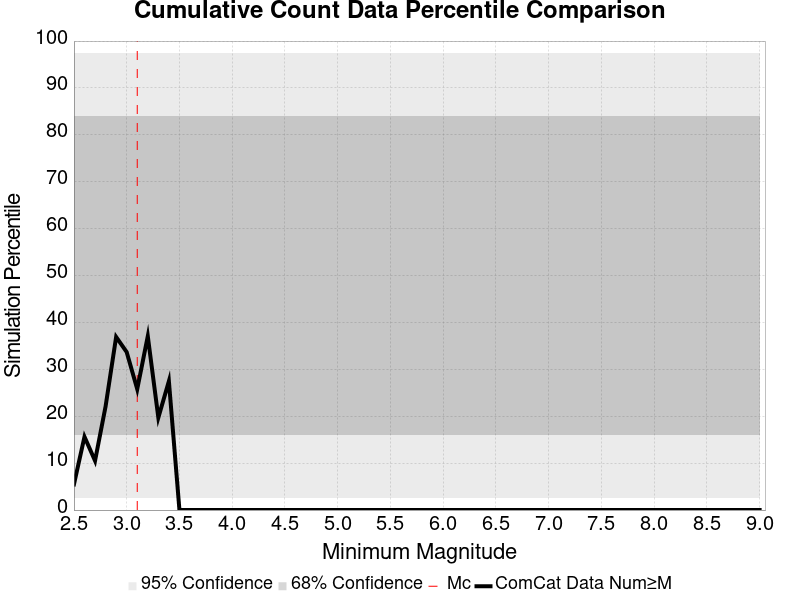 Cumulative Count Data Percentile Comparison
100
90
80
70
60
50
40
30
20
10
0
Simulation Percentile
2.5 3.0 3.5 4.0 4.5 5.0 5.5 6.0 6.5 7.0 7.5 8.0 8.5 9.0
Minimum Magnitude
95% Confidence 68% Confidence Mc ComCat Data Num≥M